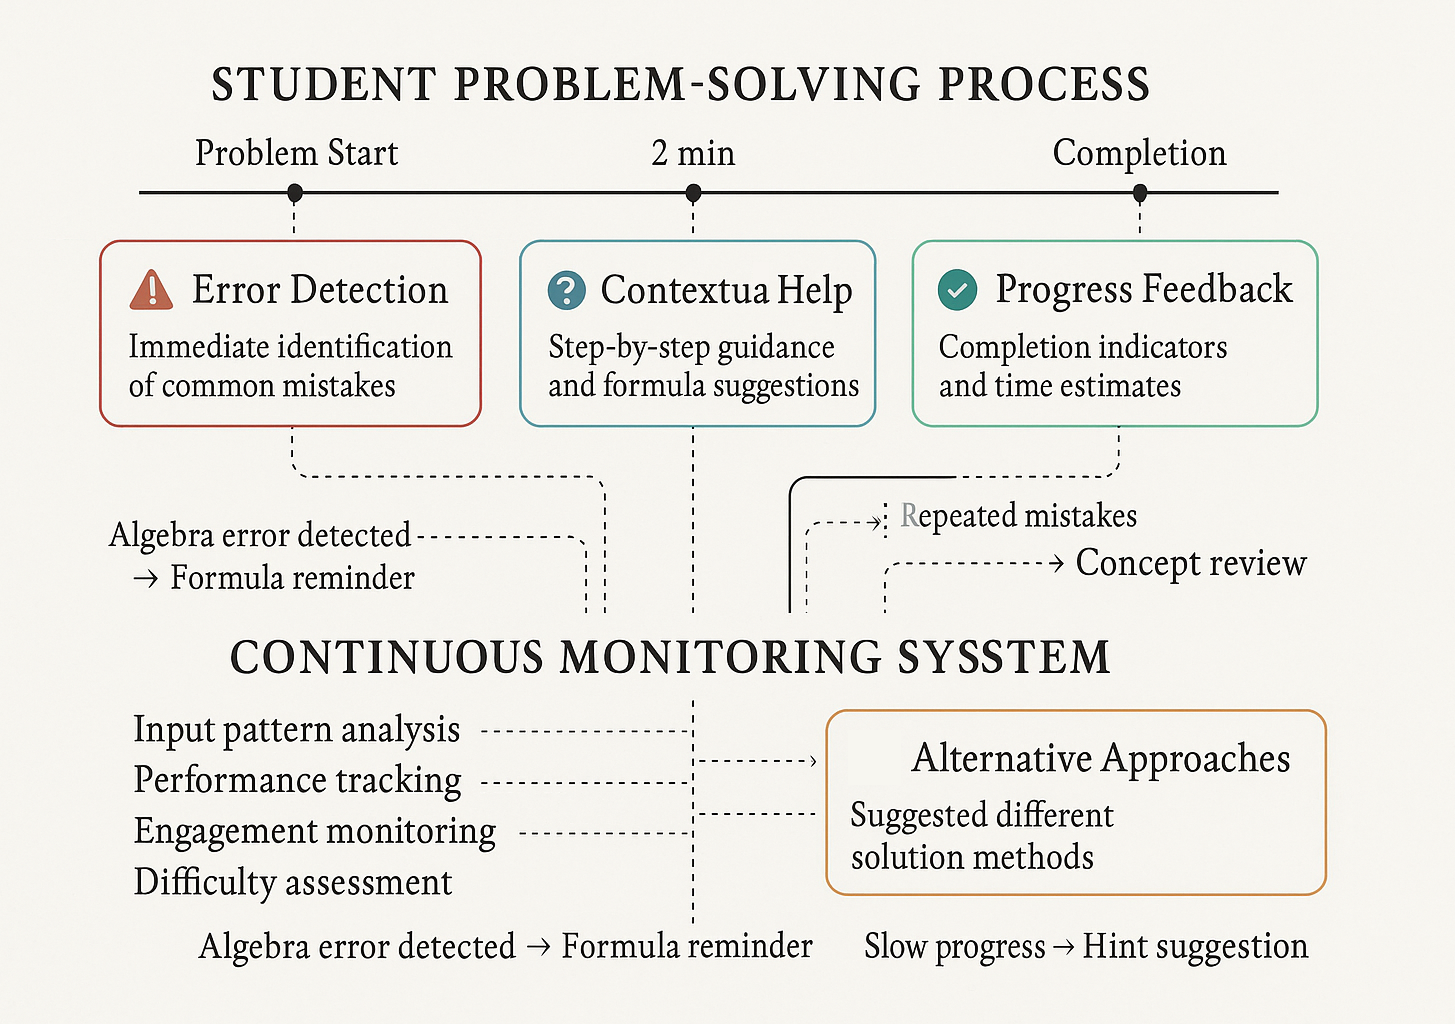 STUDENT PROBLEM-SOLVING PROCESS
Problem Start
2 min
Completion
Error Detection
Immediate identification
of common mistakes
Contextua Help
Step-by-step guidance
and formula suggestions
Progress Feedback
Completion indicators
and time estimates
Algebra error detected
→ Formula reminder
Repeated mistakes
Concept review
CONTINUOUS MONITORING SYSSTEM
Input pattern analysis
Performance tracking
Engagement monitoring
Difficulty assessment
Alternative Approaches
Suggested different
solution methods
Algebra error detected → Formula reminder
Slow progress → Hint suggestion